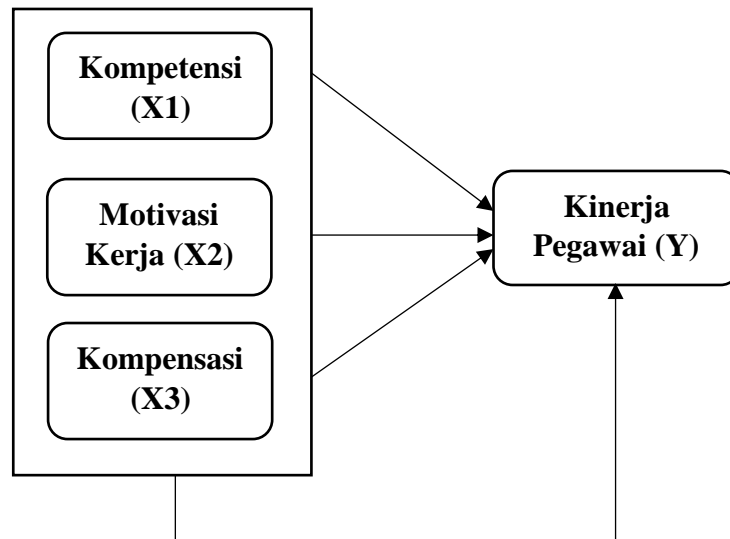 Kompetensi
(X1)
Motivasi
Kerja (X2)
Kompensasi
(X3)
Kinerja
Pegawai (Y)